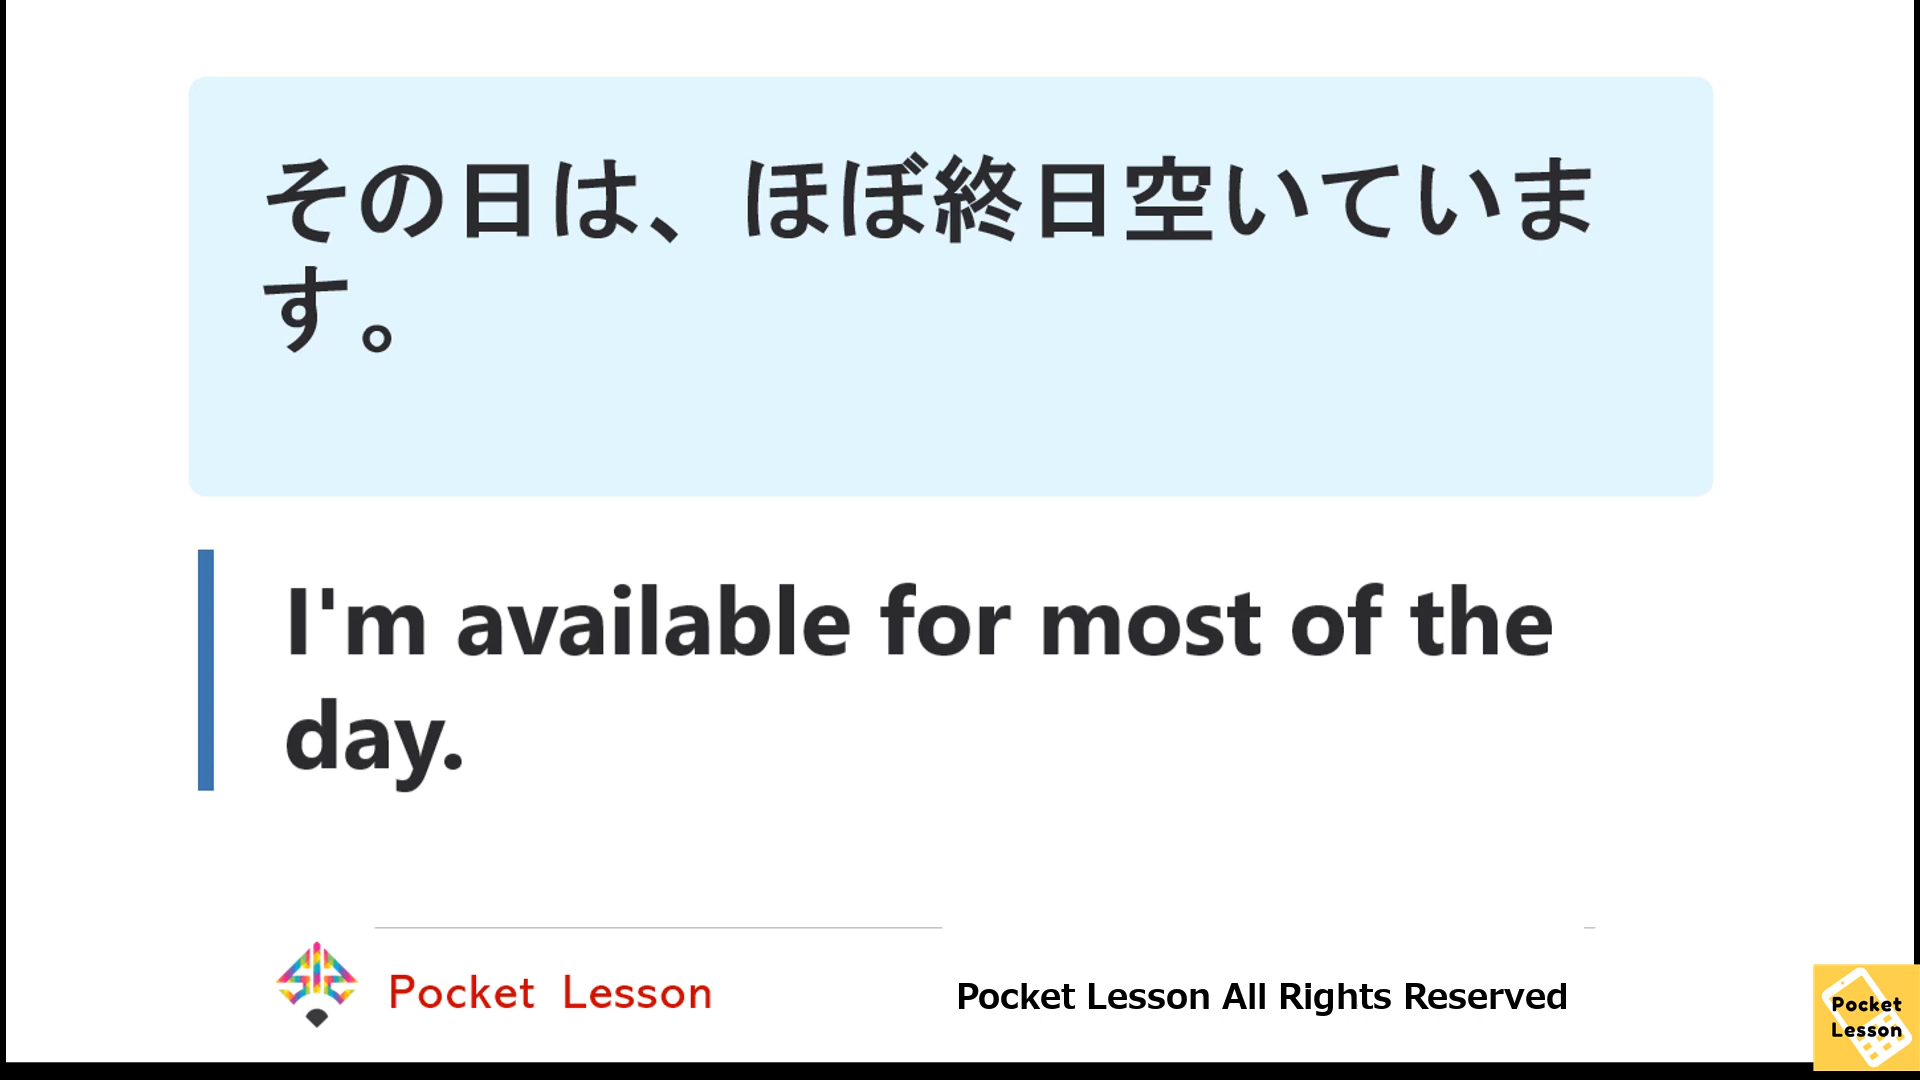 その日は、ほぼ終日空いていま
す。
I'm available for most of the
day.
Pocket Lesson
Pocket Lesson All Rights Reserved
Pocket
Lesson